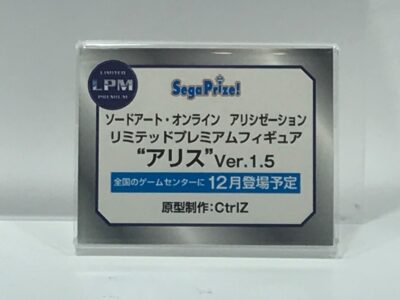 LIMITED
LPM
PREMIUM
SegaPrize!
ソードアート・オンライン アリシゼーション
リミテッドプレミアムフィギュア
“アリス”Ver.1.5
全国のゲームセンターに 12月登場予定
原型制作:CtrlZ